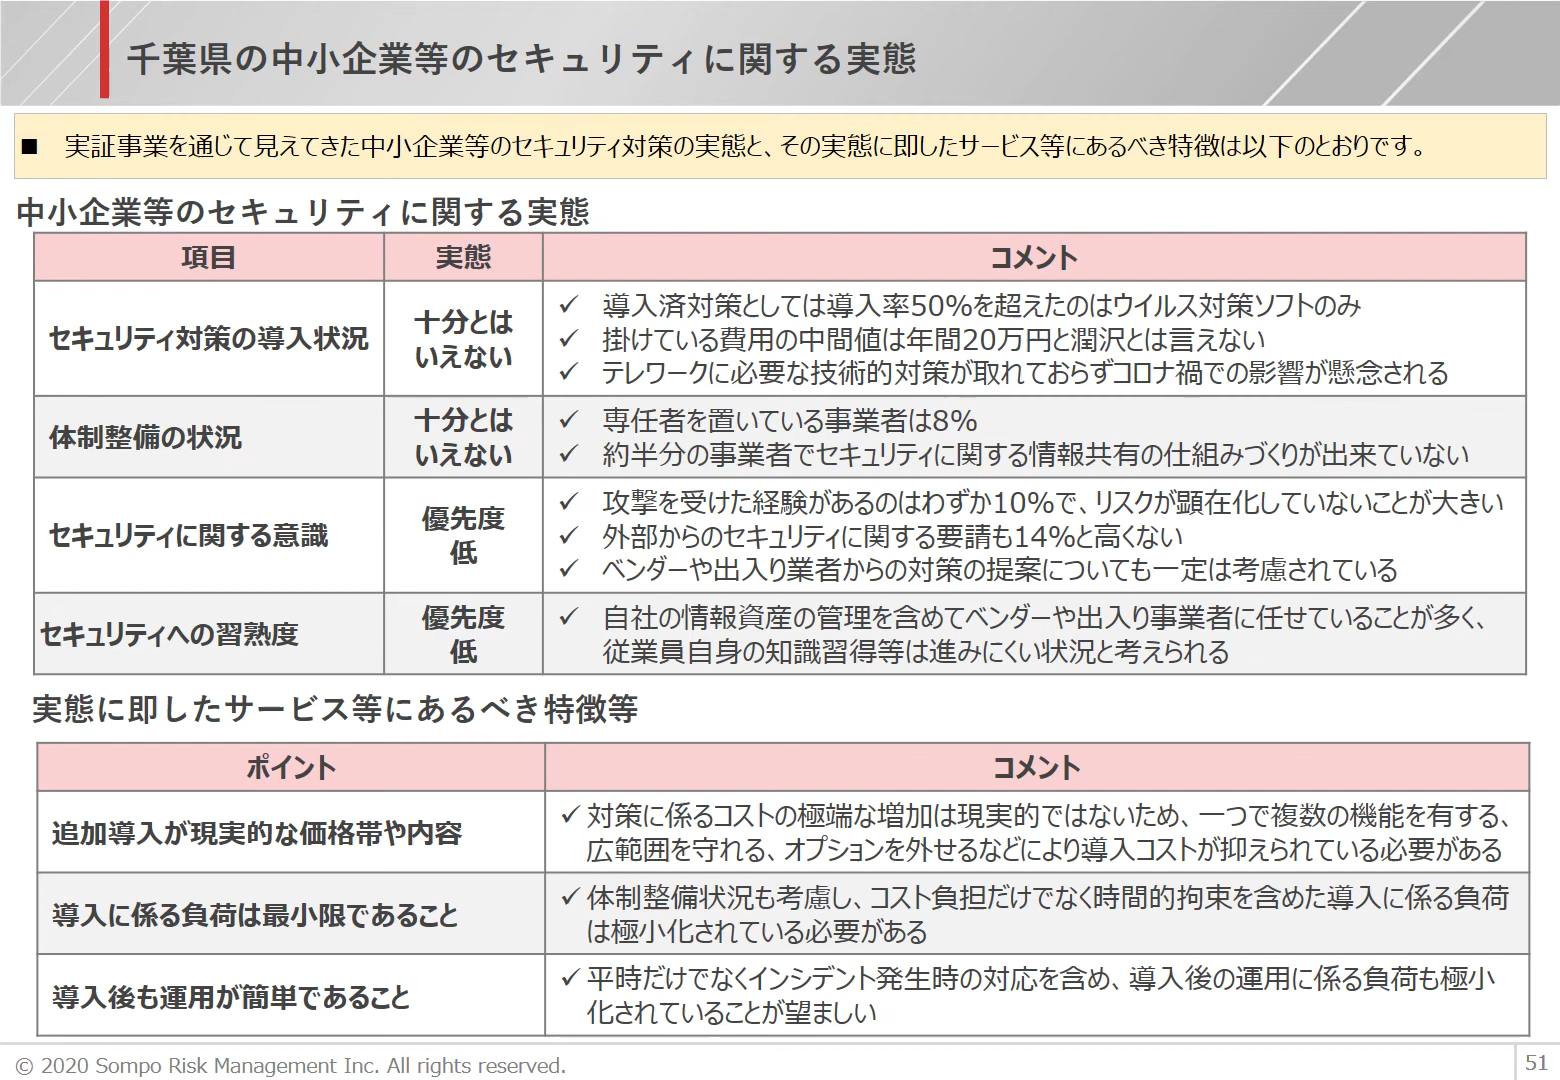 千葉県の中小企業等のセキュリティに関する実態
■ 実証事業を通じて見えてきた中小企業等のセキュリティ対策の実態と、その実態に即したサービス等にあるべき特徴は以下のとおりです。
中小企業等のセキュリティに関する実態
項目 実態 コメント
セキュリティ対策の導入状況
十分とは
いえない
✓ 導入済対策としては導入率50%を超えたのはウイルス対策ソフトのみ
✓ 掛けている費用の中間値は年間20万円と潤沢とは言えない
✓ テレワークに必要な技術的対策が取れておらずコロナ禍での影響が懸念される
体制整備の状況
十分とは
いえない
✓ 専任者を置いている事業者は8%
✓ 約半分の事業者でセキュリティに関する情報共有の仕組みづくりが出来ていない
セキュリティに関する意識
優先度
低
✓ 攻撃を受けた経験があるのはわずか10%で、リスクが顕在化していないことが大きい
✓ 外部からのセキュリティに関する要請も14%と高くない
✓ ベンダーや出入り業者からの対策の提案についても一定は考慮されている
セキュリティへの習熟度
優先度
低
✓ 自社の情報資産の管理を含めてベンダーや出入り事業者に任せていることが多く、
従業員自身の知識習得等は進みにくい状況と考えられる
実態に即したサービス等にあるべき特徴等
ポイント コメント
追加導入が現実的な価格帯や内容
✓ 対策に係るコストの極端な増加は現実的ではないため、一つで複数の機能を有する、
広範囲を守れる、オプションを外せるなどにより導入コストが抑えられている必要がある
導入に係る負荷は最小限であること
✓ 体制整備状況も考慮し、コスト負担だけでなく時間的拘束を含めた導入に係る負荷
は極小化されている必要がある
導入後も運用が簡単であること
✓ 平時だけでなくインシデント発生時の対応を含め、導入後の運用に係る負荷も極小
化されていることが望ましい
© 2020 Sompo Risk Management Inc. All rights reserved.
51